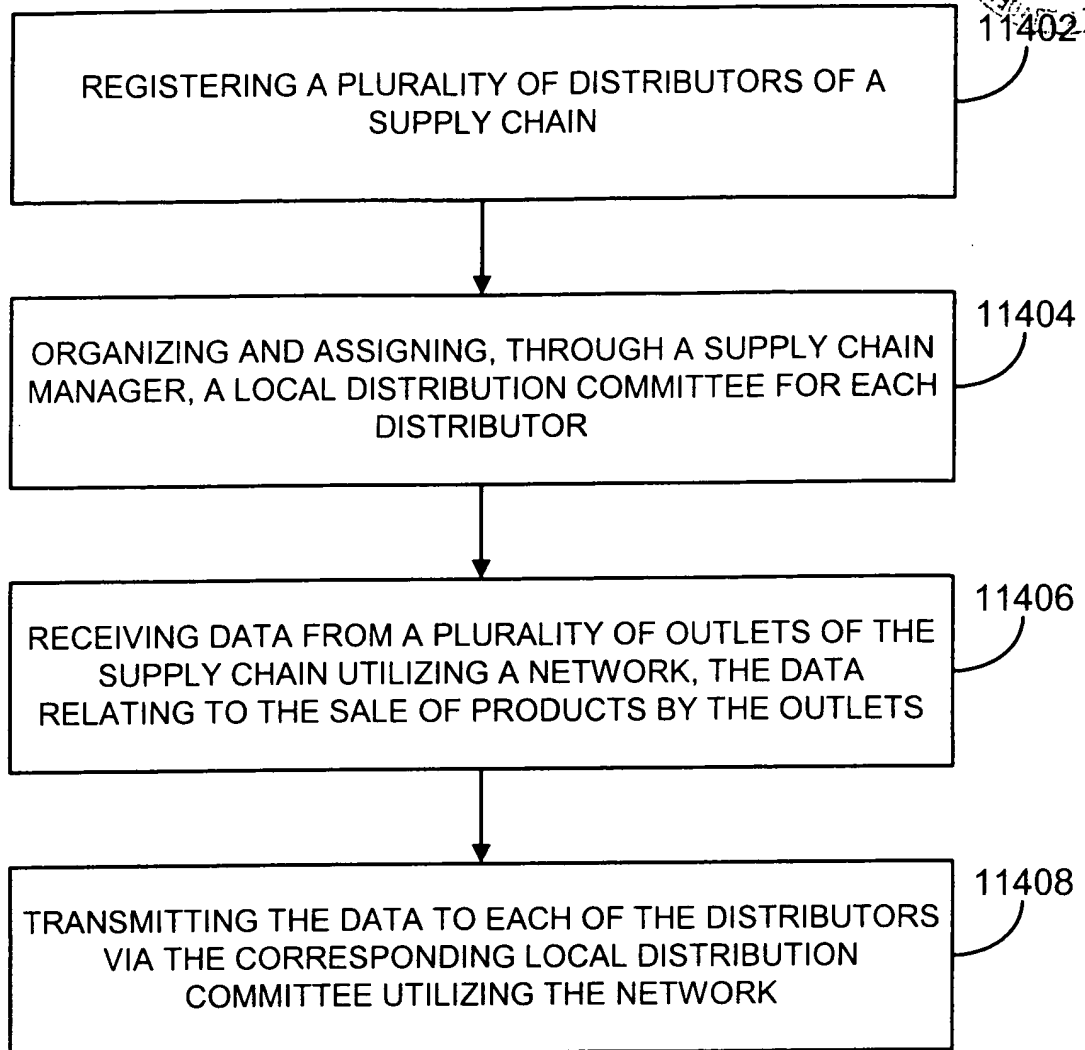 11402
REGISTERING A PLURALITY OF DISTRIBUTORS OF A
SUPPLY CHAIN
11404
ORGANIZING AND ASSIGNING, THROUGH A SUPPLY CHAIN
MANAGER, A LOCAL DISTRIBUTION COMMITTEE FOR EACH
DISTRIBUTOR
11406
RECEIVING DATA FROM A PLURALITY OF OUTLETS OF THE
SUPPLY CHAIN UTILIZING A NETWORK, THE DATA
RELATING TO THE SALE OF PRODUCTS BY THE OUTLETS
11408
TRANSMITTING THE DATA TO EACH OF THE DISTRIBUTORS
VIA THE CORRESPONDING LOCAL DISTRIBUTION
COMMITTEE UTILIZING THE NETWORK